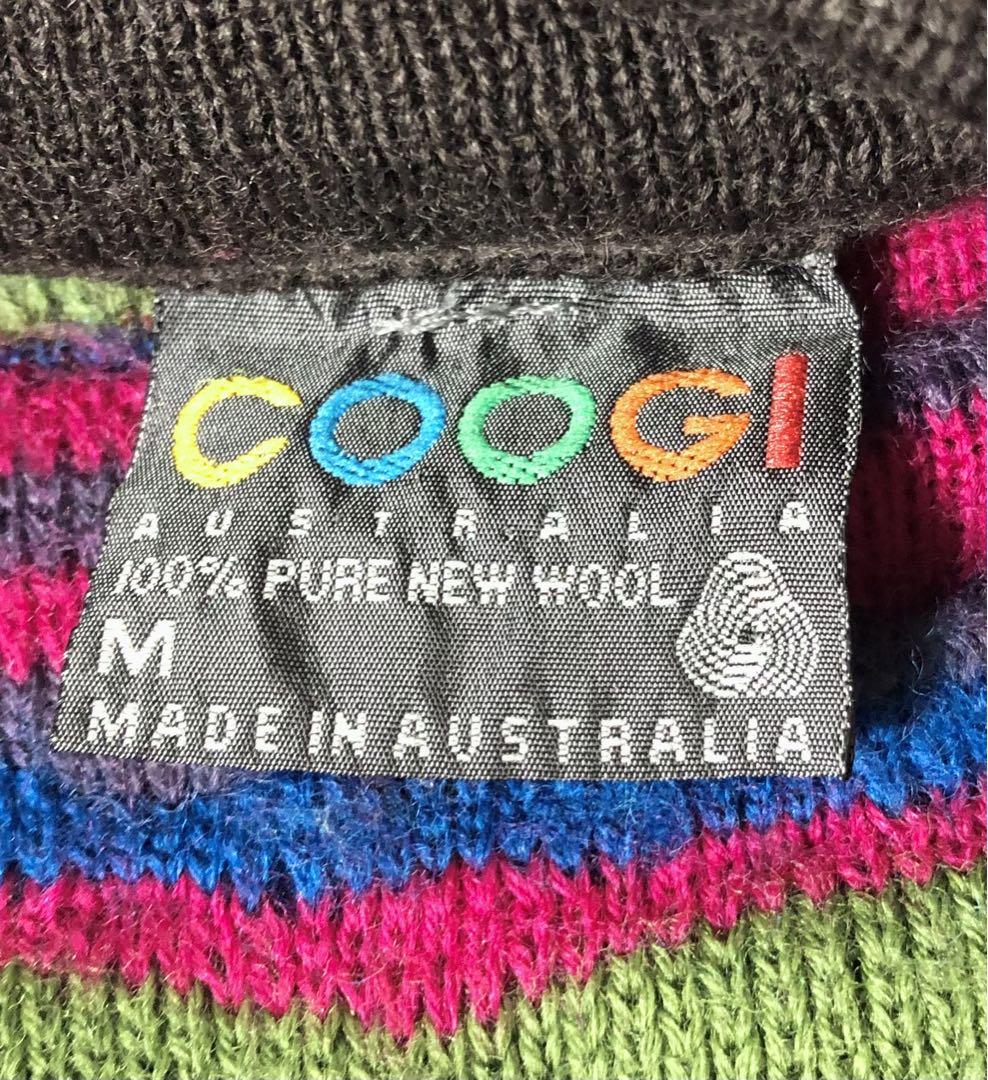 COOGI
AUSTRALIA
100% PURE NEW WOOL
M
MADE IN AUSTRALIA